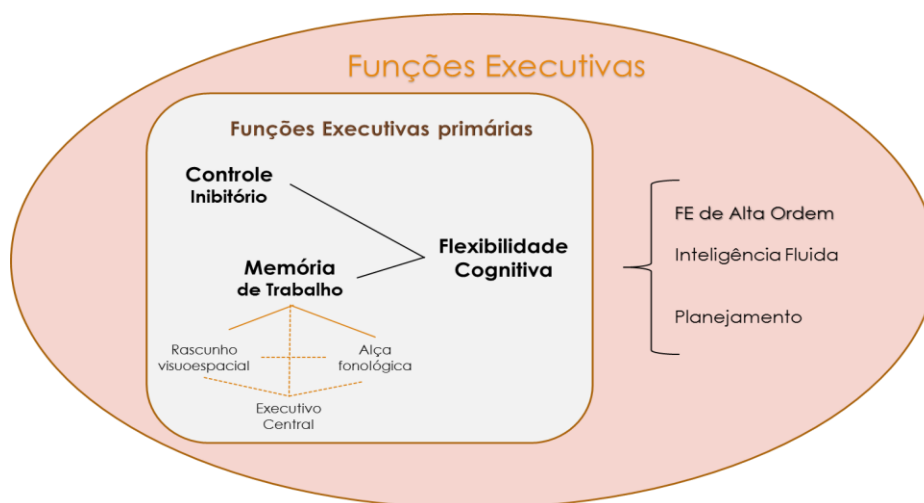 Funções Executivas
Funções Executivas primárias
Controle
Inibitório
Memória
de Trabalho
Flexibilidade
Cognitiva
Rascunho
visuoespacial
Alça
fonológica
Executivo
Central
FE de Alta Ordem
Inteligência Fluida
Planejamento